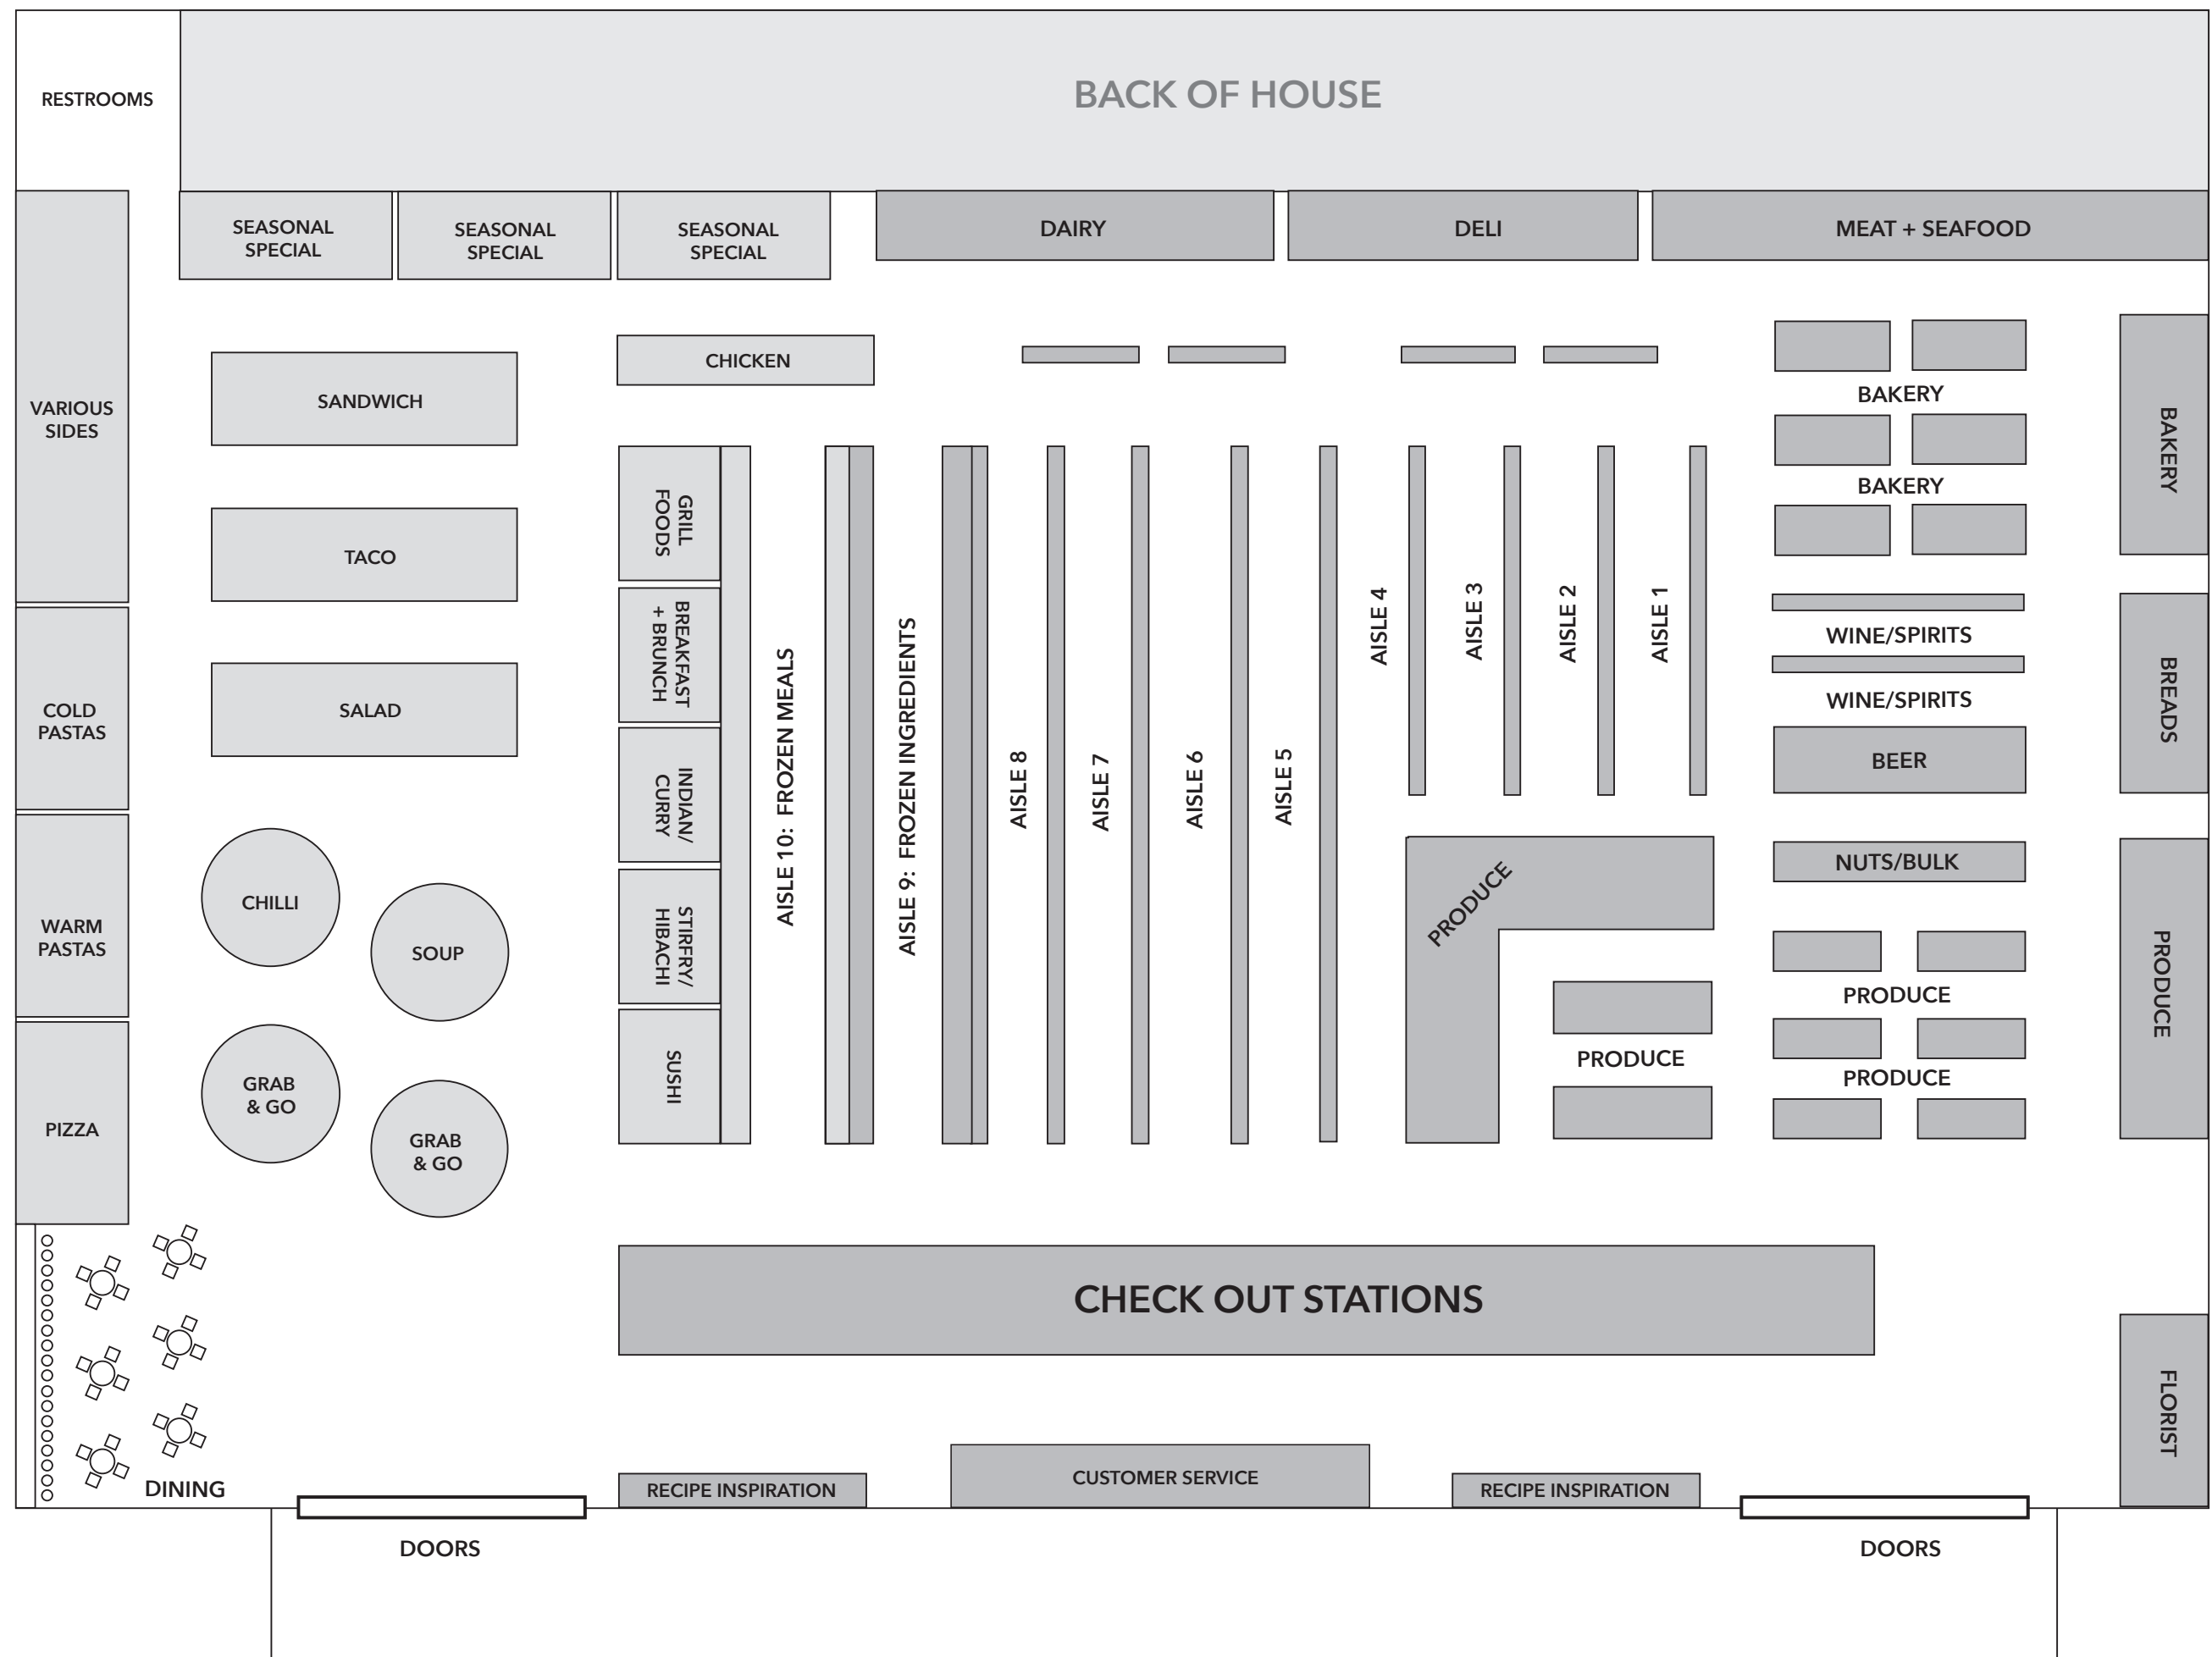 BACK OF HOUSE
RESTROOMS
SEASONAL
SPECIAL
SEASONAL
SPECIAL
SEASONAL
SPECIAL
DAIRY
DELI
MEAT + SEAFOOD
VARIOUS
SIDES
SANDWICH
CHICKEN
BAKERY
BAKERY
BAKERY
TACO
GRILL
FOODS
BREAKFAST
+ BRUNCH
INDIAN/
CURRY
STIRFRY/
HIBACHI
SUSHI
AISLE 10: FROZEN MEALS
AISLE 9: FROZEN INGREDIENTS
AISLE 8
AISLE 7
AISLE 6
AISLE 5
AISLE 4
AISLE 3
AISLE 2
AISLE 1
WINE/SPIRITS
WINE/SPIRITS
BEER
BREADS
COLD
PASTAS
SALAD
CHILLI
SOUP
WARM
PASTAS
GRAB
& GO
GRAB
& GO
PIZZA
PRODUCE
PRODUCE
NUTS/BULK
PRODUCE
PRODUCE
PRODUCE
CHECK OUT STATIONS
FLORIST
DINING
RECIPE INSPIRATION
CUSTOMER SERVICE
RECIPE INSPIRATION
DOORS
DOORS